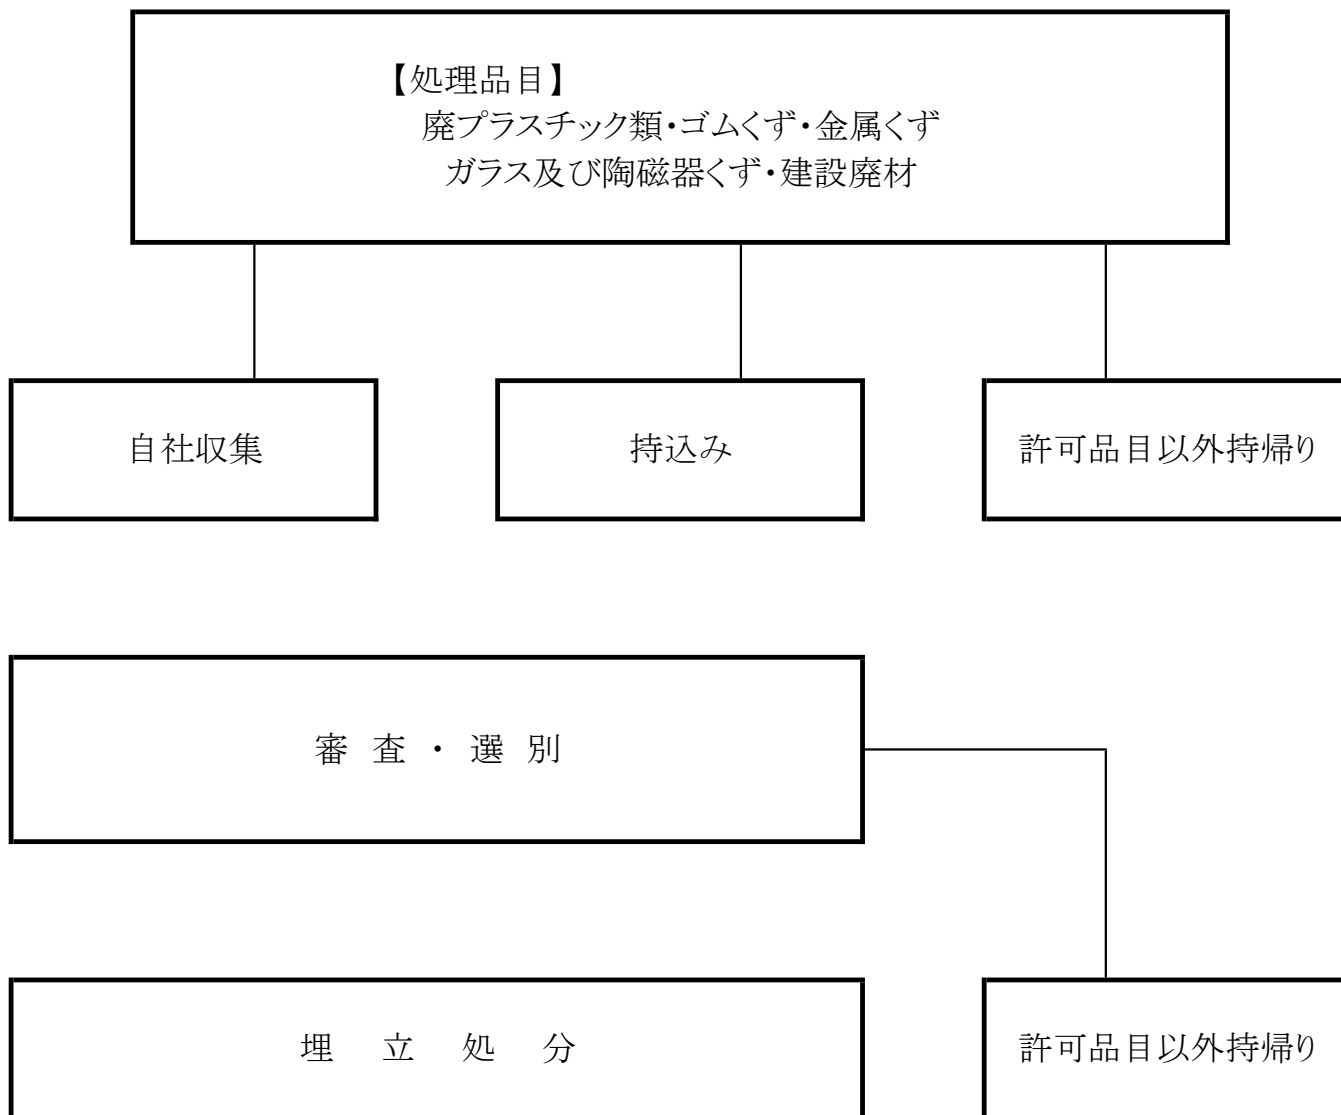 【処理品目】
廃プラスチック類・ゴムくず・金属くず
ガラス及び陶磁器くず・建設廃材
自社収集
持込み
許可品目以外持帰り
審 査 ・ 選 別
埋 立 処 分
許可品目以外持帰り